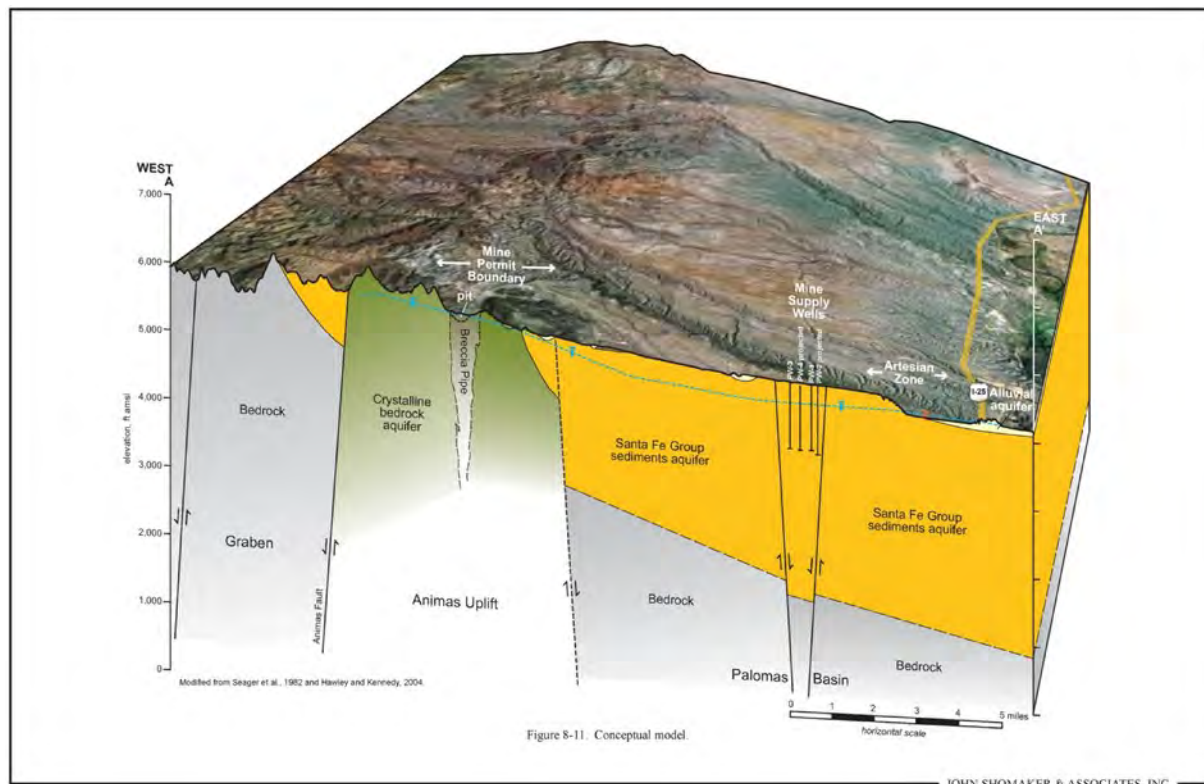 WEST
A
7,000
6,000
5,000
4,000
3,000
2,000
1,000
0
elevation, ft amsl
EAST
A'
Mine
Permit
Boundary
pit
Breccia Pipe
Mine
Supply
Wells
projected
projected
Artesian
Zone
I-25
Alluvial
aquifer
Bedrock
Crystalline
bedrock
aquifer
Santa Fe Group
sediments aquifer
Santa Fe Group
sediments aquifer
Graben
Animas Fault
Animas Uplift
Bedrock
Bedrock
Palomas Basin
Modified from Seager et al., 1982 and Hawley and Kennedy, 2004.
0 1 2 3 4 5 miles
horizontal scale
Figure 8-11. Conceptual model.
JOHN SHOMAKER & ASSOCIATES, INC.